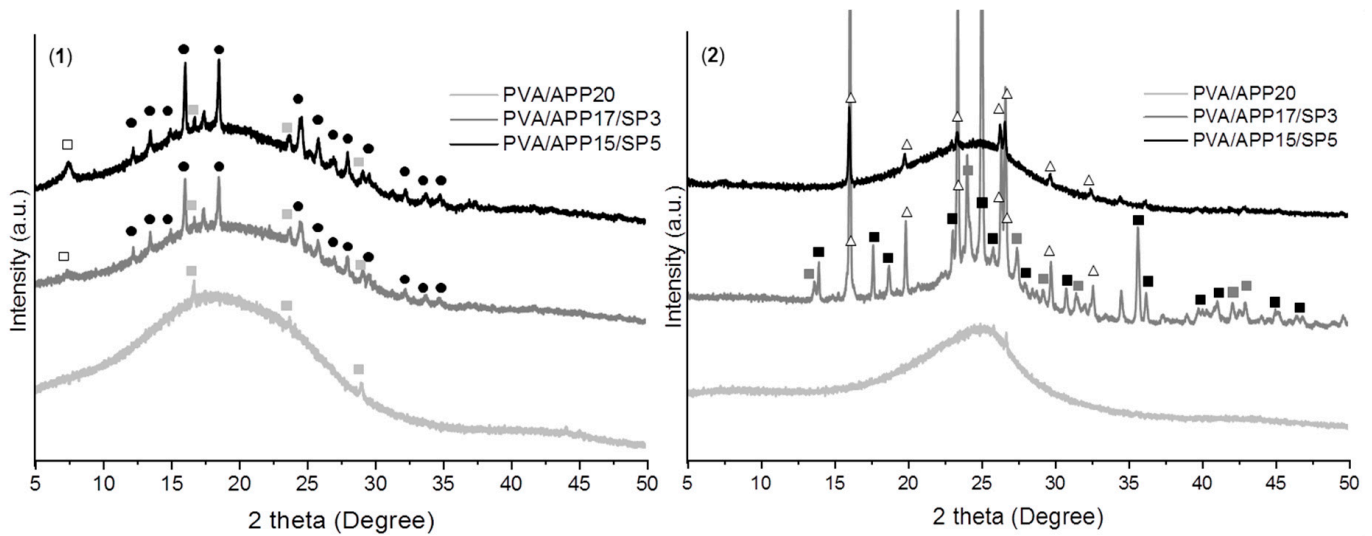 (1)
PVA/APP20
PVA/APP17/SP3
PVA/APP15/SP5
Intensity (a.u.)
5 10 15 20 25 30 35 40 45 50
2 theta (Degree)
(2)
PVA/APP20
PVA/APP17/SP3
PVA/APP15/SP5
Intensity (a.u.)
5 10 15 20 25 30 35 40 45 50
2 theta (Degree)